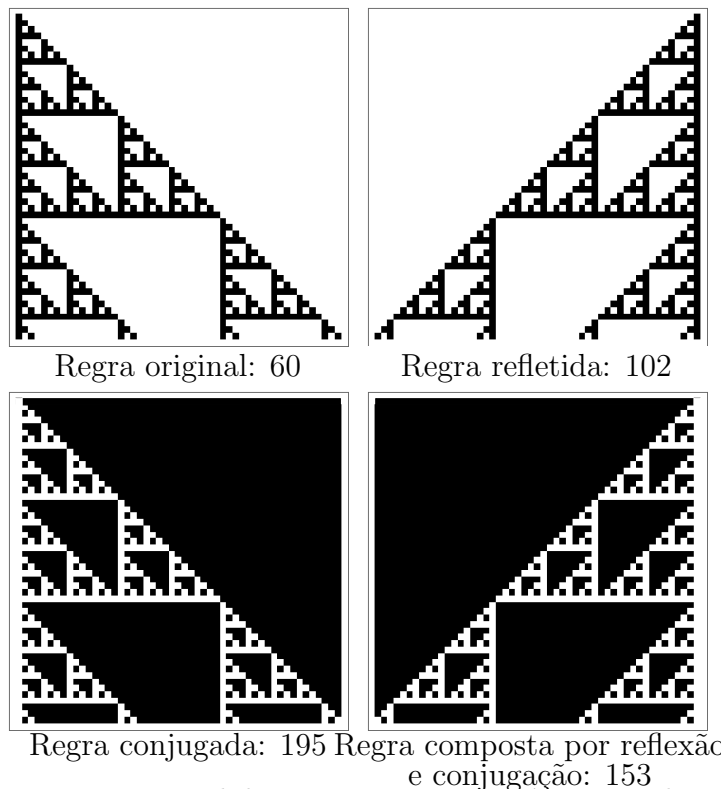 Regra original: 60
Regra refletida: 102
Regra conjugada: 195
Regra composta por reflexão
e conjugação: 153